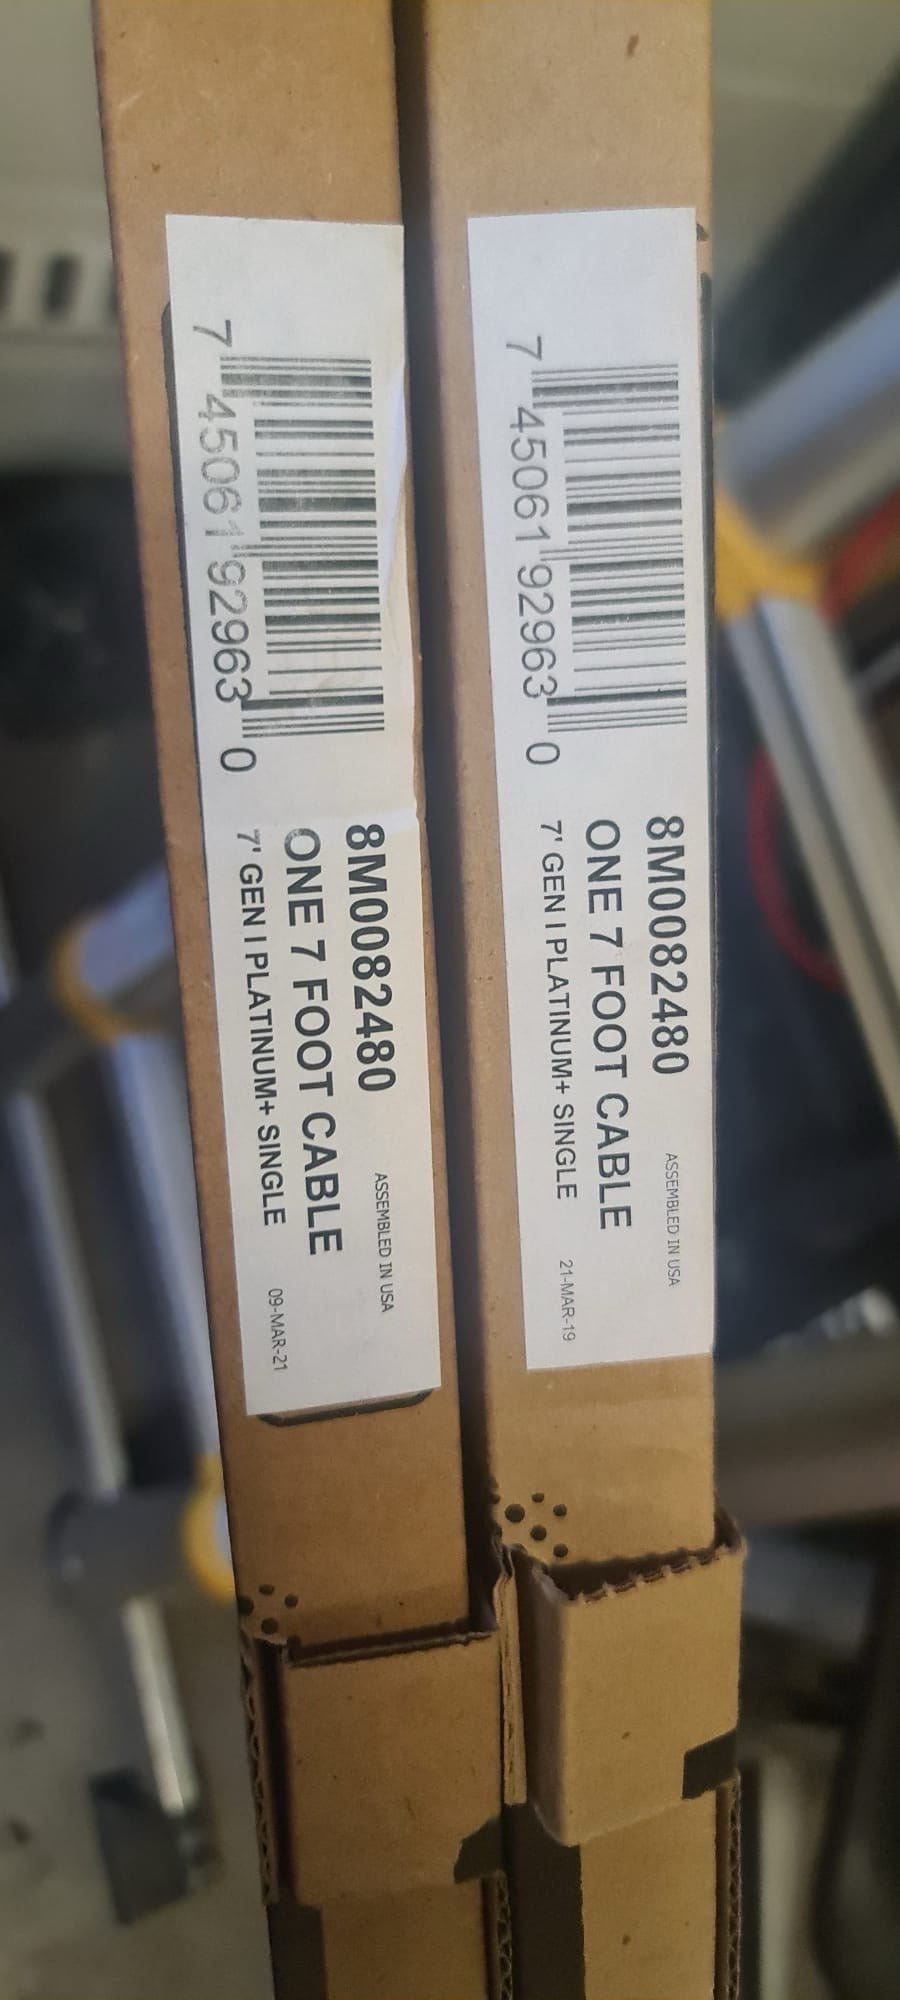 8M0082480
ASSEMBLED IN USA
ONE 7 FOOT CABLE
7' GEN I PLATINUM+ SINGLE
21-MAR-19
7 45061 92963 0
8M0082480
ASSEMBLED IN USA
ONE 7 FOOT CABLE
7' GEN I PLATINUM+ SINGLE
09-MAR-21
7 45061 92963 0